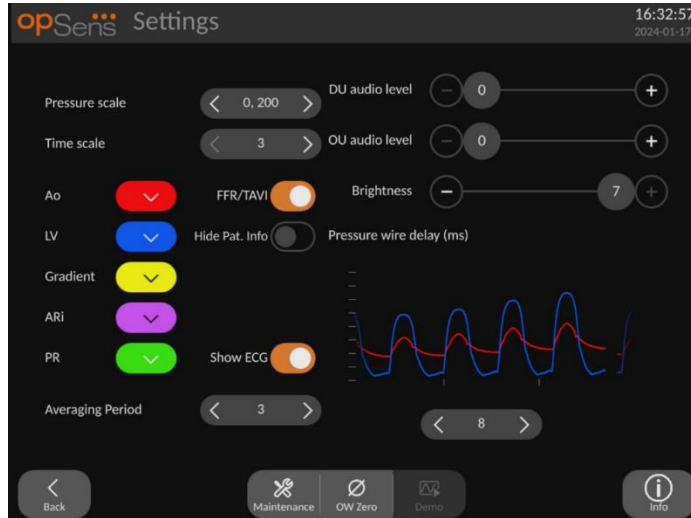 opSens Settings
16:32:57
2024-01-17
Pressure scale
0, 200
Time scale
3
DU audio level
0
OU audio level
0
Ao
FFR/TAVI
Brightness
7
LV
Hide Pat. Info
Pressure wire delay (ms)
Gradient
ARi
PR
Show ECG
Averaging Period
3
8
Back
Maintenance
OW Zero
Demo
Info